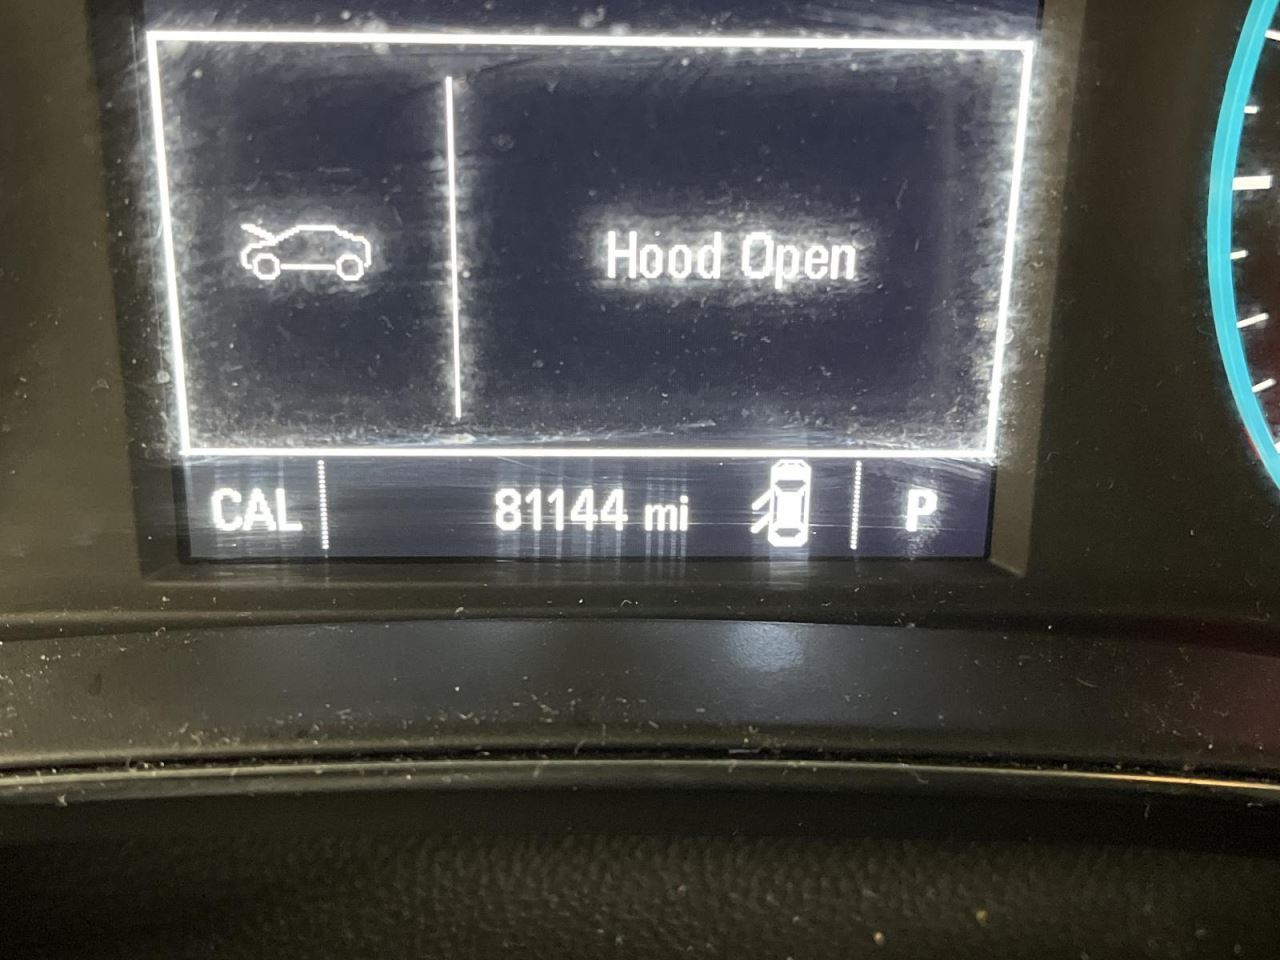 Hood Open
CAL 81144 mi P